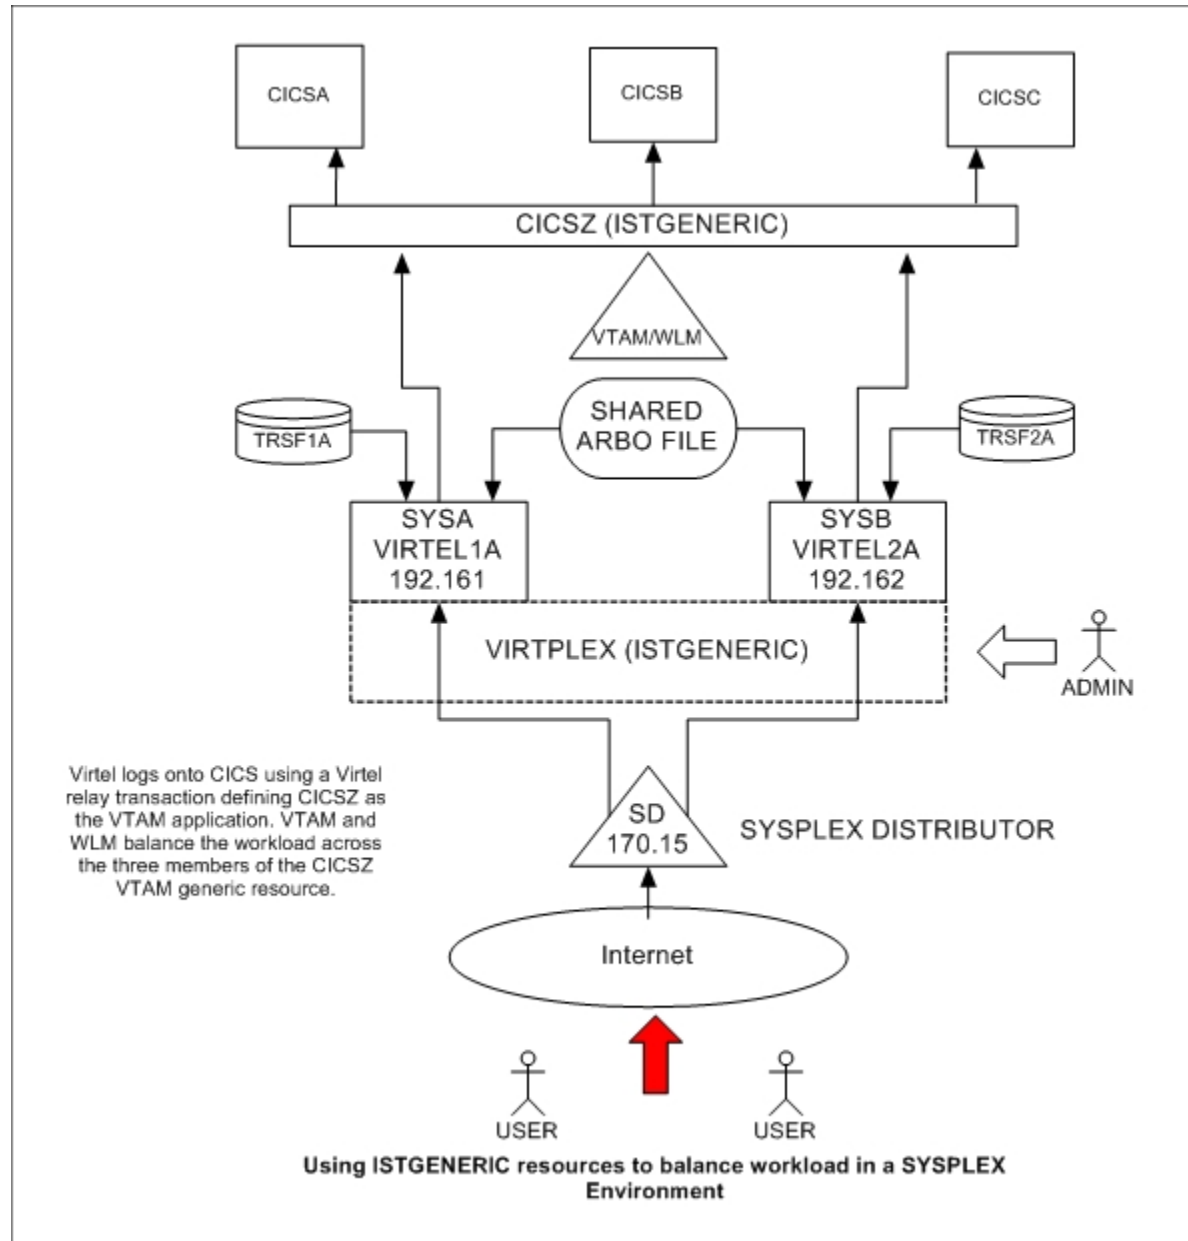 CICSA
CICSB
CICSC
CICSZ (ISTGENERIC)
VTAM/WLM
SHARED
ARBO FILE
TRSF1A
TRSF2A
SYSA
VIRTEL1A
192.161
SYSB
VIRTEL2A
192.162
VIRTPLEX (ISTGENERIC)
ADMIN
Virtel logs onto CICS using a Virtel
relay transaction defining CICSZ as
the VTAM application. VTAM and
WLM balance the workload across
the three members of the CICSZ
VTAM generic resource.
SD
170.15
SYSPLEX DISTRIBUTOR
Internet
USER
USER
Using ISTGENERIC resources to balance workload in a SYSPLEX
Environment